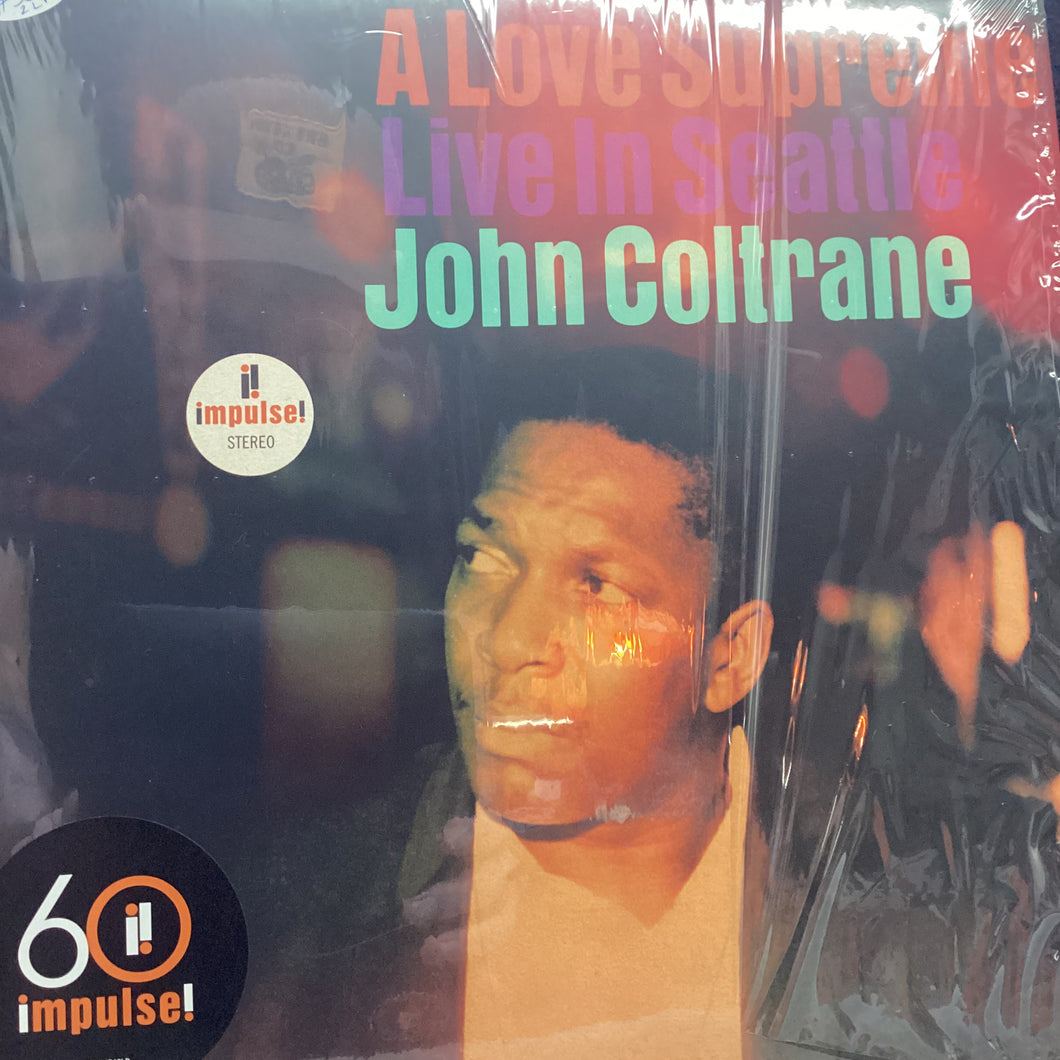 A Love Supreme
Live In Seattle
John Coltrane
i!
impulse!
STEREO
60
i!
impulse!